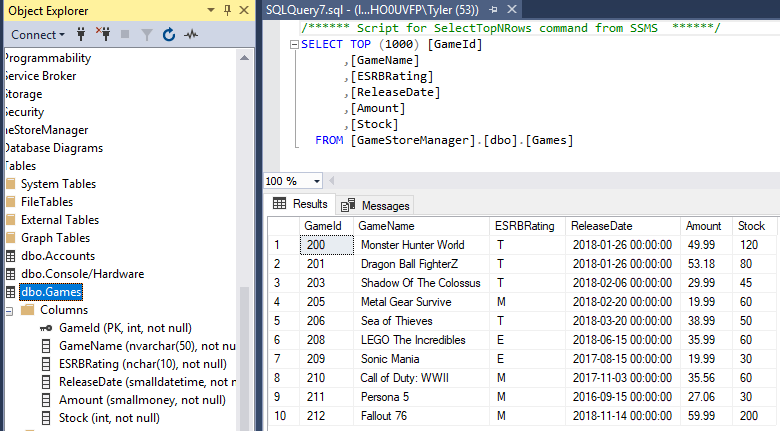 Object Explorer
Connect
Programmability
Service Broker
Storage
Security
eStoreManager
Database Diagrams
Tables
System Tables
FileTables
External Tables
Graph Tables
dbo.Accounts
dbo.Console/Hardware
dbo.Games
Columns
GameId (PK, int, not null)
GameName (nvarchar(50), not nu
ESRBRating (nchar(10), not null)
ReleaseDate (smalldatetime, not n
Amount (smallmoney, not null)
Stock (int, not null)
SQLQuery7.sql - (l...HO0UVFP\Tyler (53))
/****** Script for SelectTopNRows command from SSMS  ******/
SELECT TOP (1000) [GameId]
,[GameName]
,[ESRBRating]
,[ReleaseDate]
,[Amount]
,[Stock]
FROM [GameStoreManager].[dbo].[Games]
100 %
Results Messages
GameId GameName ESRBRating ReleaseDate Amount Stock
1 200 Monster Hunter World T 2018-01-26 00:00:00 49.99 120
2 201 Dragon Ball FighterZ T 2018-01-26 00:00:00 53.18 80
3 203 Shadow Of The Colossus T 2018-02-06 00:00:00 29.99 45
4 205 Metal Gear Survive M 2018-02-20 00:00:00 19.99 60
5 206 Sea of Thieves T 2018-03-20 00:00:00 38.99 50
6 208 LEGO The Incredibles E 2018-06-15 00:00:00 35.99 60
7 209 Sonic Mania E 2017-08-15 00:00:00 19.99 30
8 210 Call of Duty: WWII M 2017-11-03 00:00:00 35.56 60
9 211 Persona 5 M 2016-09-15 00:00:00 27.06 30
10 212 Fallout 76 M 2018-11-14 00:00:00 59.99 200